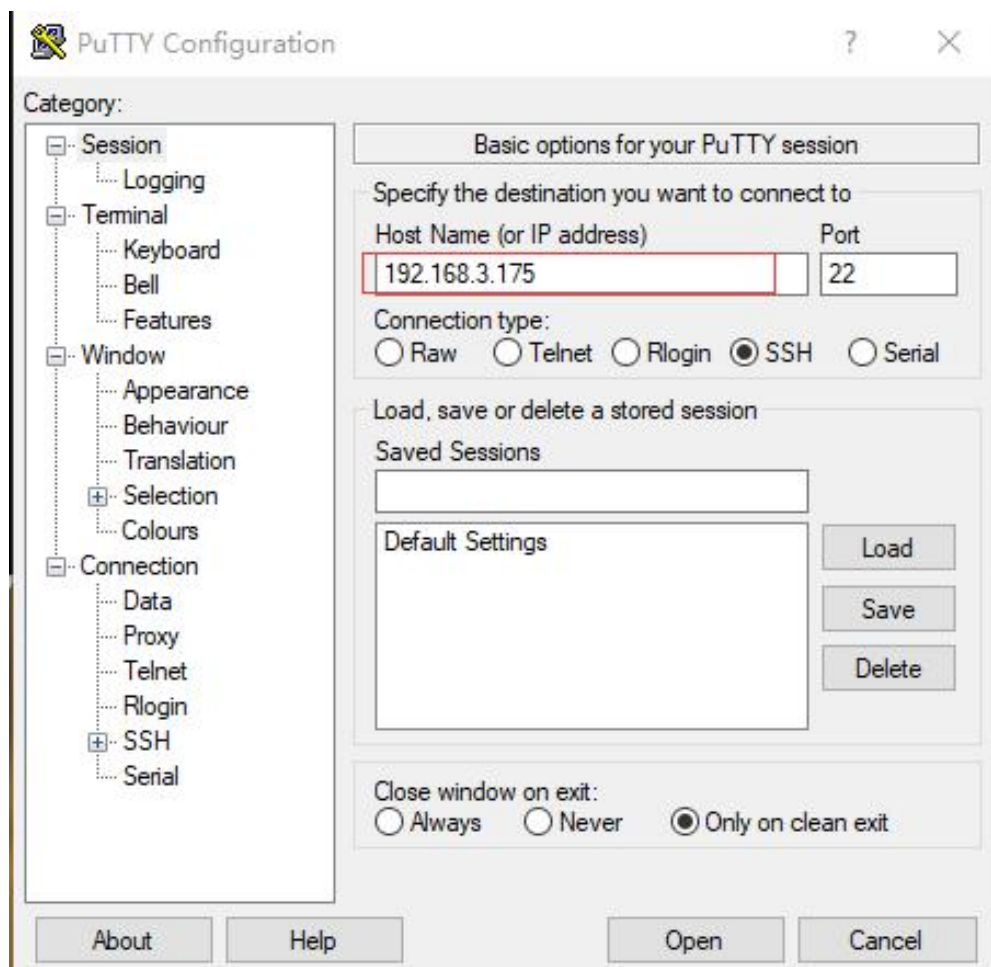 PuTTY Configuration
?
Category:
Session
Logging
Terminal
Keyboard
Bell
Features
Window
Appearance
Behaviour
Translation
Selection
Colours
Connection
Data
Proxy
Telnet
Rlogin
SSH
Serial
Basic options for your PuTTY session
Specify the destination you want to connect to
Host Name (or IP address) Port
192.168.3.175 22
Connection type:
Raw Telnet Rlogin SSH Serial
Load, save or delete a stored session
Saved Sessions
Default Settings
Load
Save
Delete
Close window on exit:
Always Never Only on clean exit
About Help Open Cancel